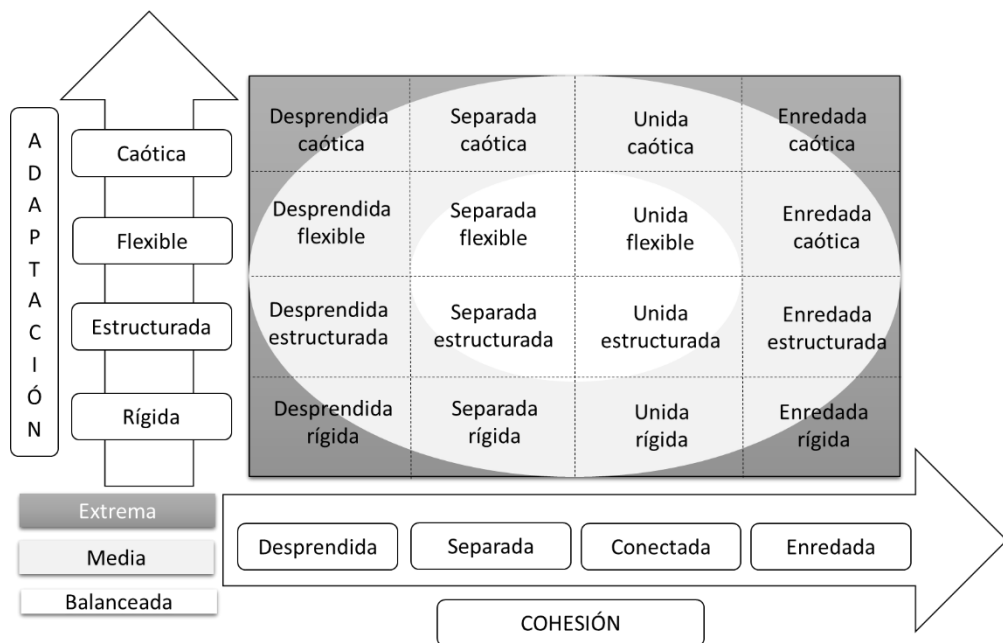 ADAPTACIÓN
Caótica
Flexible
Estructurada
Rígida
Desprendida
caótica
Separada
caótica
Unida
caótica
Enredada
caótica
Desprendida
flexible
Separada
flexible
Unida
flexible
Enredada
caótica
Desprendida
estructurada
Separada
estructurada
Unida
estructurada
Enredada
estructurada
Desprendida
rígida
Separada
rígida
Unida
rígida
Enredada
rígida
Extrema
Media
Balanceada
Desprendida
Separada
Conectada
Enredada
COHESIÓN